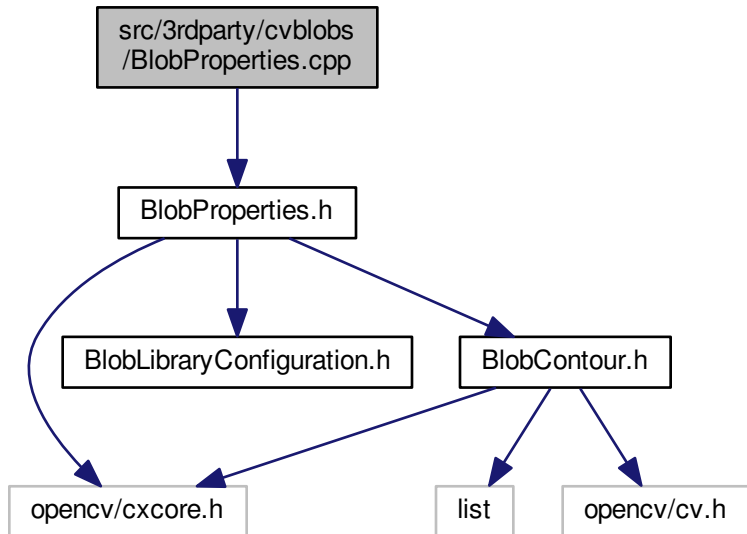 src/3rdparty/cvblobs
/BlobProperties.cpp
BlobProperties.h
BlobLibraryConfiguration.h
BlobContour.h
opencv/cxcore.h
list
opencv/cv.h